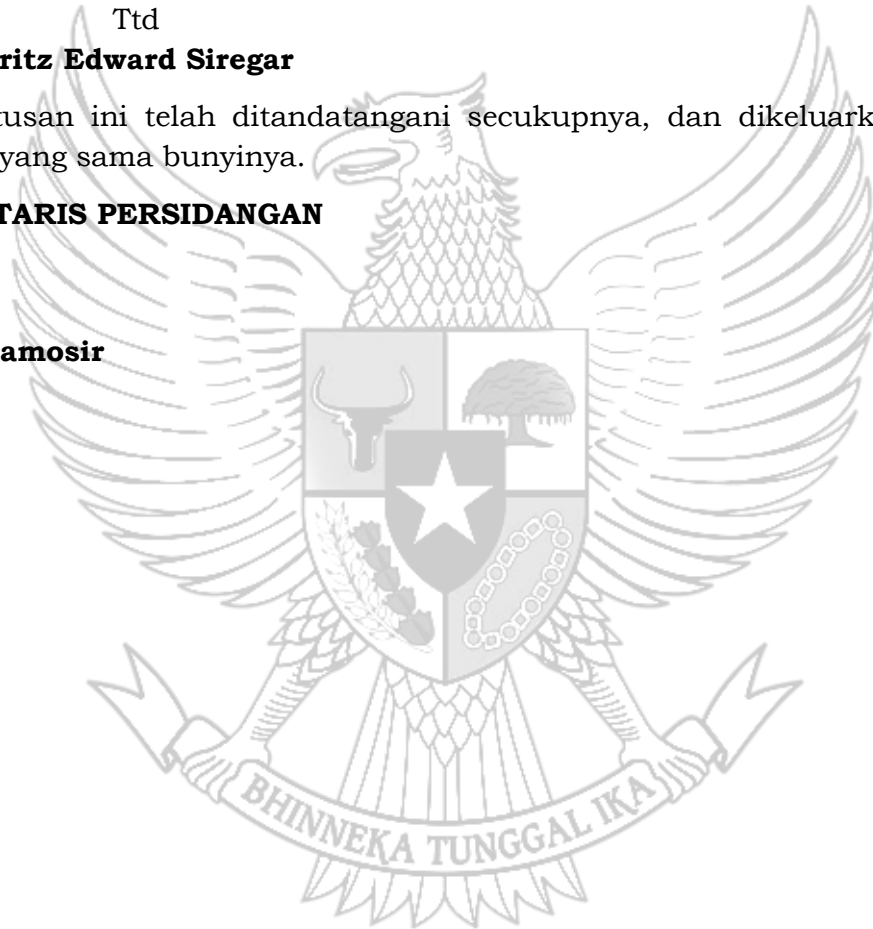 Ttd
ritz Edward Siregar
tusan ini telah ditandatangani secukupnya, dan dikeluark
yang sama bunyinya.
TARIS PERSIDANGAN
amosir
BHINNEKA TUNGGAL IKA